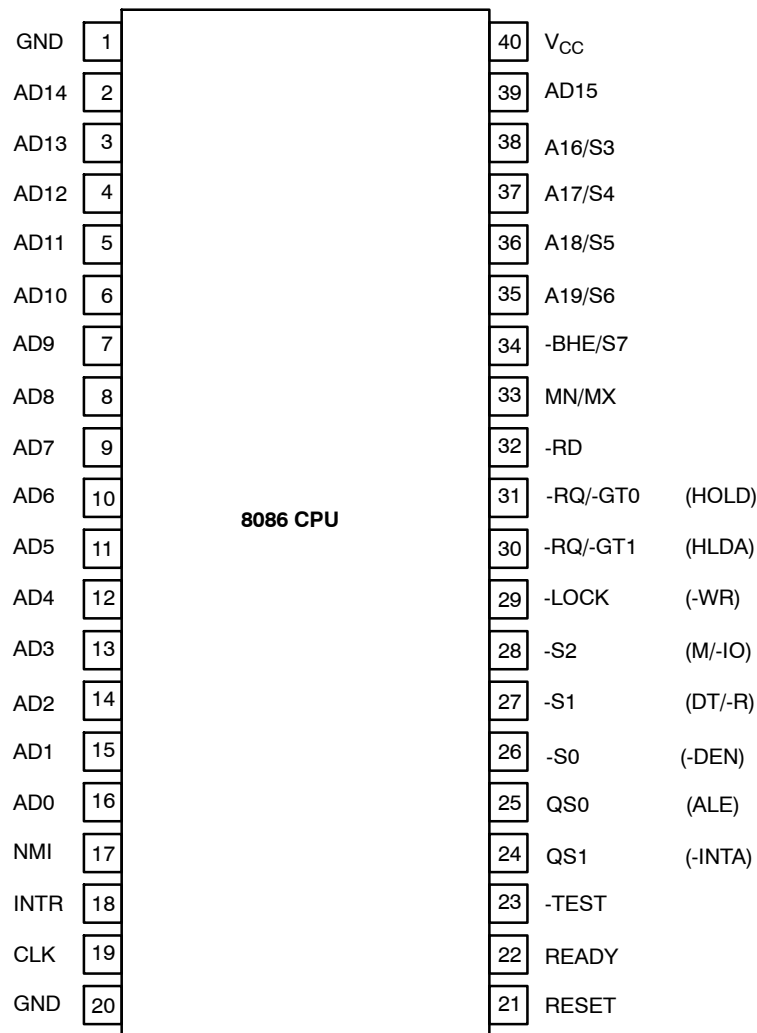 GND 1 40 VCC
AD14 2 39 AD15
AD13 3 38 A16/S3
AD12 4 37 A17/S4
AD11 5 36 A18/S5
AD10 6 35 A19/S6
AD9 7 34 -BHE/S7
AD8 8 33 MN/MX
AD7 9 32 -RD
AD6 10 31 -RQ/-GT0 (HOLD)
8086 CPU
AD5 11 30 -RQ/-GT1 (HLDA)
AD4 12 29 -LOCK (-WR)
AD3 13 28 -S2 (M/-IO)
AD2 14 27 -S1 (DT/-R)
AD1 15 26 -S0 (-DEN)
AD0 16 25 QS0 (ALE)
NMI 17 24 QS1 (-INTA)
INTR 18 23 -TEST
CLK 19 22 READY
GND 20 21 RESET